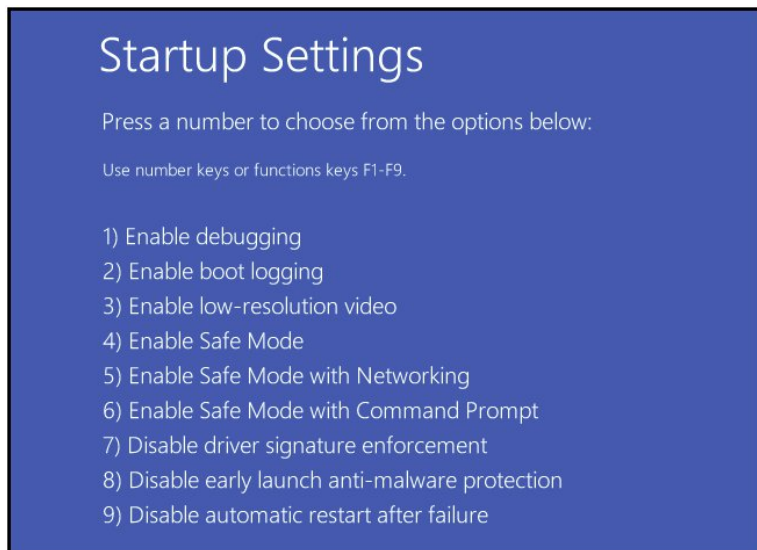 Startup Settings
Press a number to choose from the options below:
Use number keys or functions keys F1-F9.
1) Enable debugging
2) Enable boot logging
3) Enable low-resolution video
4) Enable Safe Mode
5) Enable Safe Mode with Networking
6) Enable Safe Mode with Command Prompt
7) Disable driver signature enforcement
8) Disable early launch anti-malware protection
9) Disable automatic restart after failure